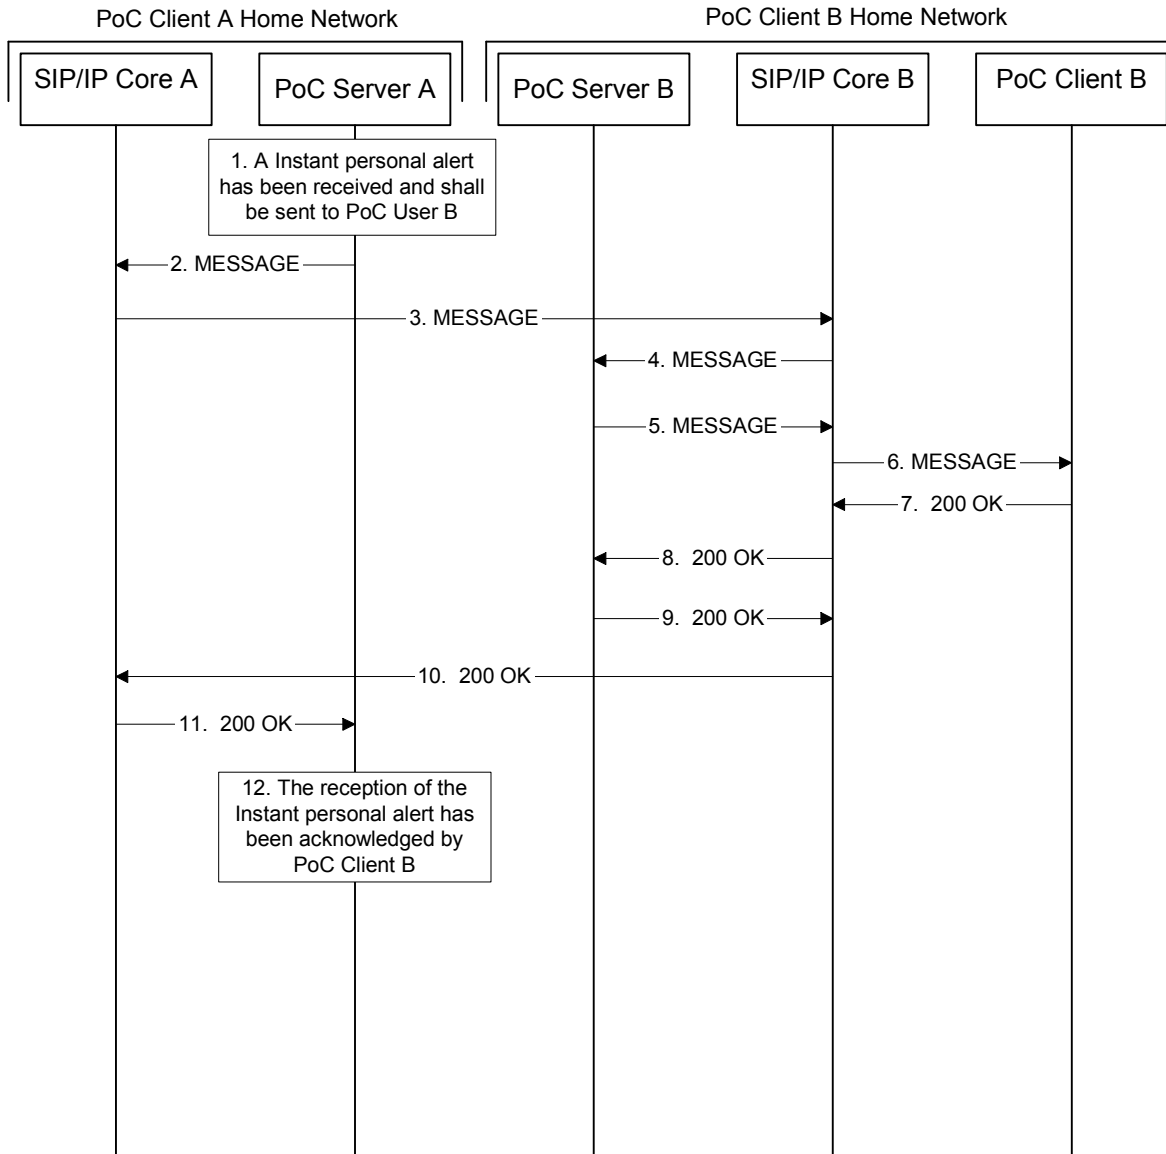 PoC Client A Home Network
PoC Client B Home Network
SIP/IP Core A
PoC Server A
PoC Server B
SIP/IP Core B
PoC Client B
1. A Instant personal alert
has been received and shall
be sent to PoC User B
2. MESSAGE
3. MESSAGE
4. MESSAGE
5. MESSAGE
6. MESSAGE
7. 200 OK
8. 200 OK
9. 200 OK
10. 200 OK
11. 200 OK
12. The reception of the
Instant personal alert has
been acknowledged by
PoC Client B